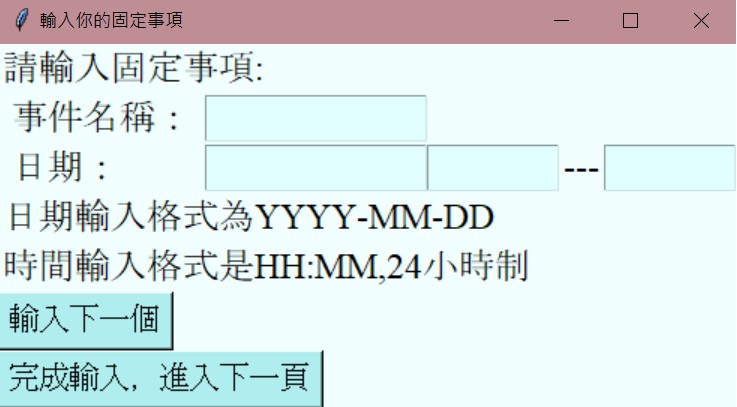 輸入你的固定事項
請輸入固定事項:
事件名稱：
日期： ---
日期輸入格式為YYYY-MM-DD
時間輸入格式是HH:MM,24小時制
輸入下一個
完成輸入，進入下一頁